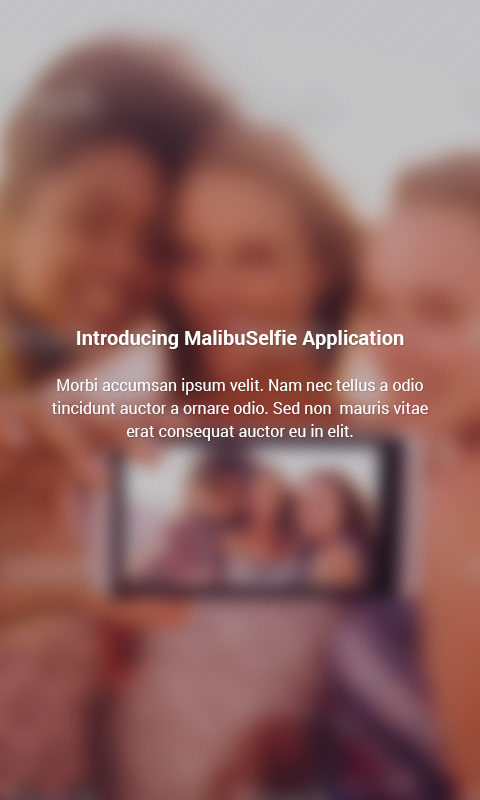 Introducing MalibuSelfie Application
Morbi accumsan ipsum velit. Nam nec tellus a odio
tincidunt auctor a ornare odio. Sed non  mauris vitae
erat consequat auctor eu in elit.